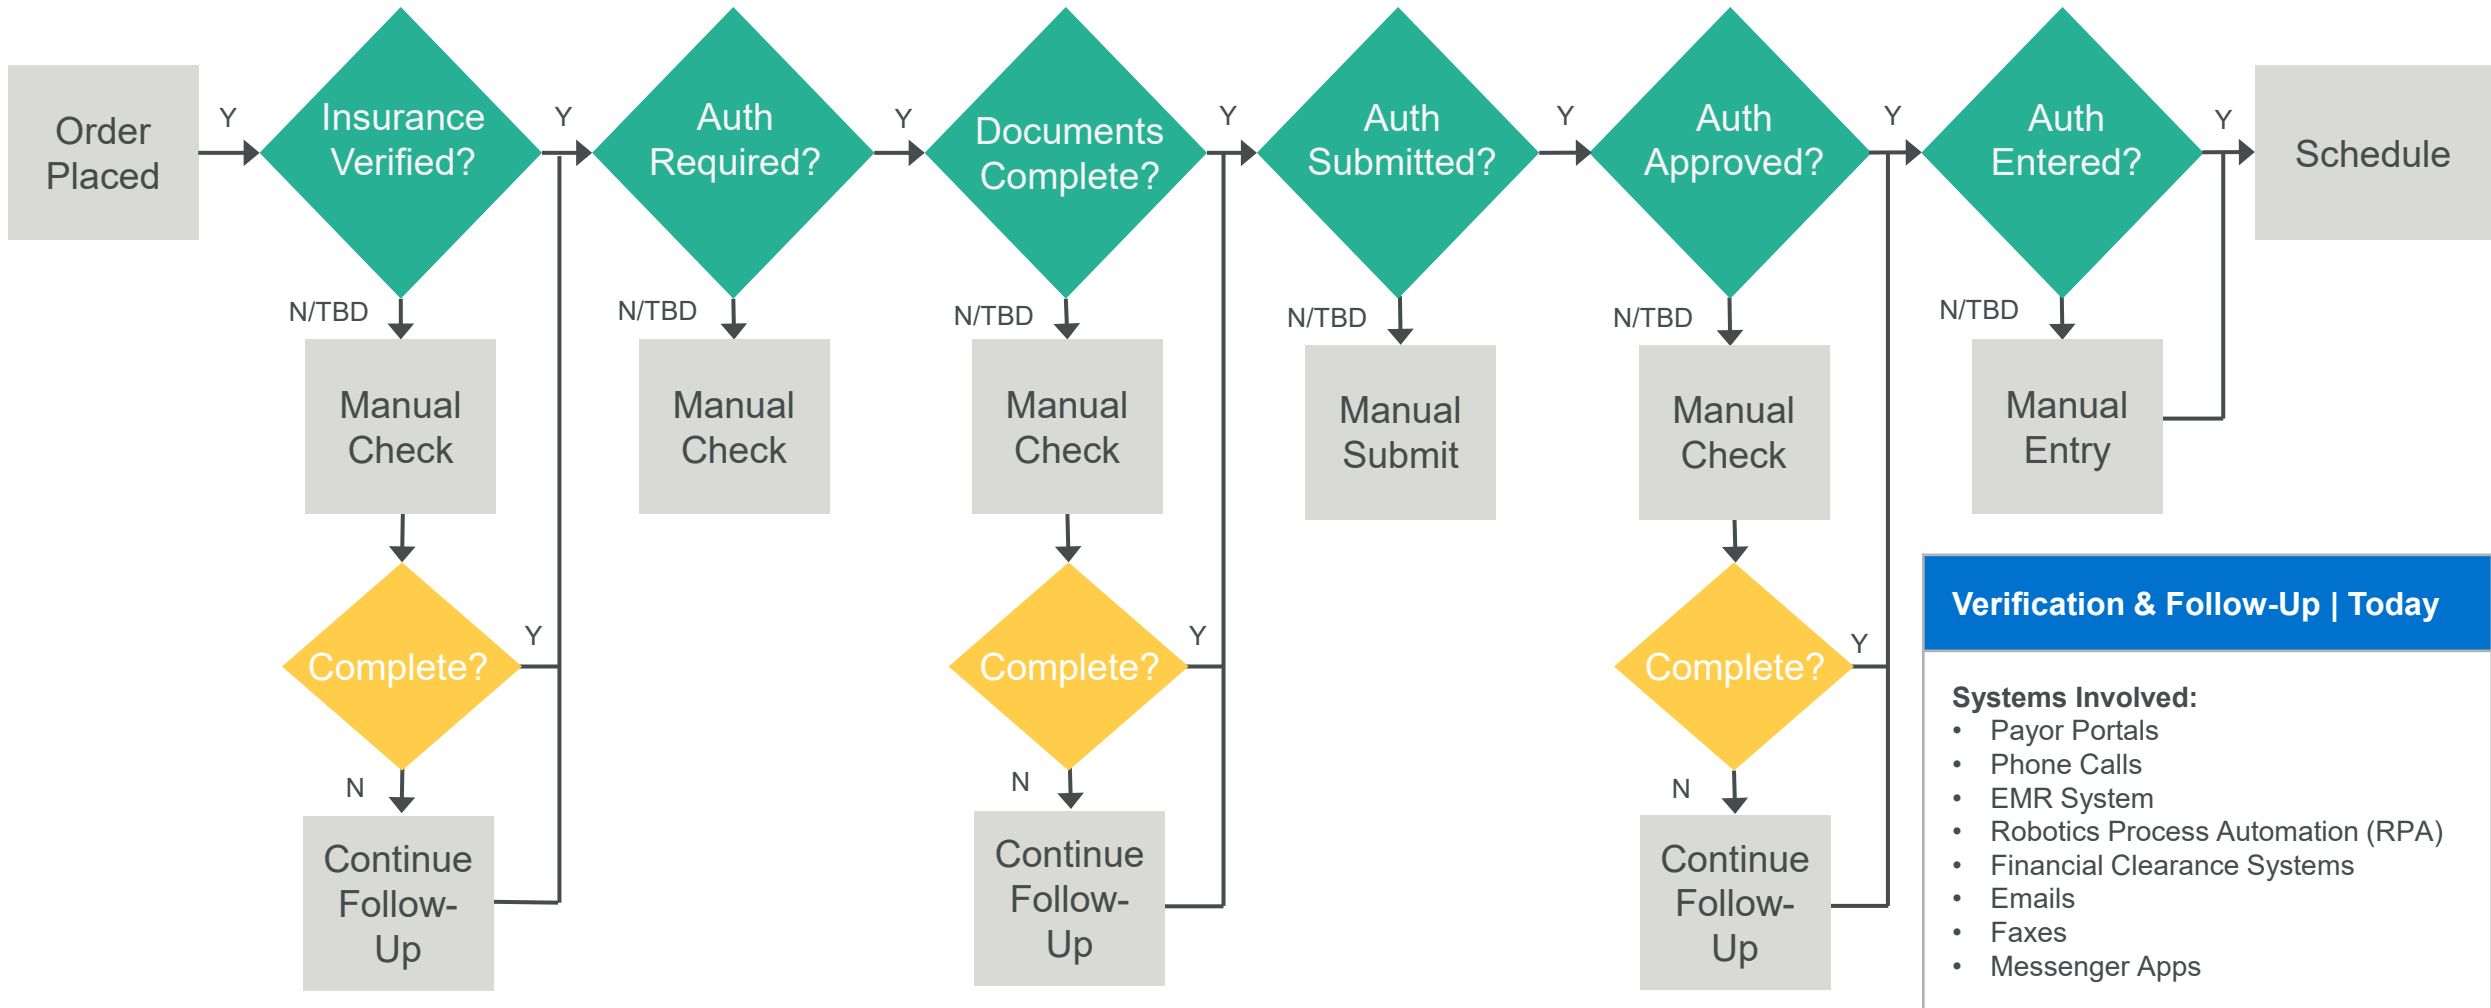 Order
Placed
Y
Insurance
Verified?
Y
Auth
Required?
Y
Documents
Complete?
Y
Auth
Submitted?
Y
Auth
Approved?
Y
Auth
Entered?
Y
Schedule
N/TBD
N/TBD
N/TBD
N/TBD
N/TBD
N/TBD
Manual
Check
Manual
Check
Manual
Check
Manual
Submit
Manual
Check
Manual
Entry
Complete?
Y
Complete?
Y
Complete?
Y
N
N
N
Continue
Follow-
Up
Continue
Follow-
Up
Continue
Follow-
Up
Verification & Follow-Up | Today
Systems Involved:
• Payor Portals
• Phone Calls
• EMR System
• Robotics Process Automation (RPA)
• Financial Clearance Systems
• Emails
• Faxes
• Messenger Apps